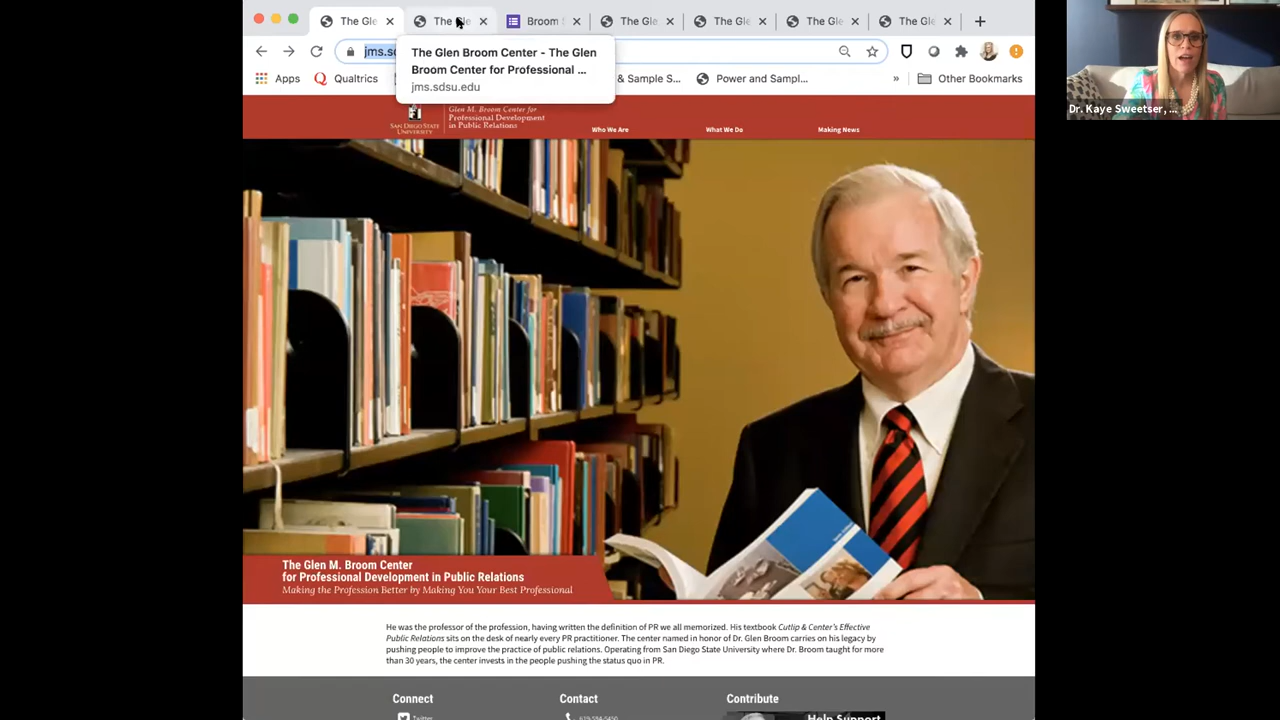 The Gle
The Gle
Broom
The Gle
The Gle
The Gle
The Gle
jms.sd
The Glen Broom Center - The Glen
Broom Center for Professional ...
jms.sdsu.edu
Apps
Qualtrics
& Sample S...
Power and Sampl...
»
Other Bookmarks
Dr. Kaye Sweetser, ...
SAN DIEGO STATE
UNIVERSITY
Glen M. Broom Center for
Professional Development
in Public Relations
Who We Are
What We Do
Making News
The Glen M. Broom Center
for Professional Development in Public Relations
Making the Profession Better by Making You Your Best Professional
He was the professor of the profession, having written the definition of PR we all memorized. His textbook Cutlip & Center's Effective
Public Relations sits on the desk of nearly every PR practitioner. The center named in honor of Dr. Glen Broom carries on his legacy by
pushing people to improve the practice of public relations. Operating from San Diego State University where Dr. Broom taught for more
than 30 years, the center invests in the people pushing the status quo in PR.
Connect
Contact
Contribute
Twitter
Help Support